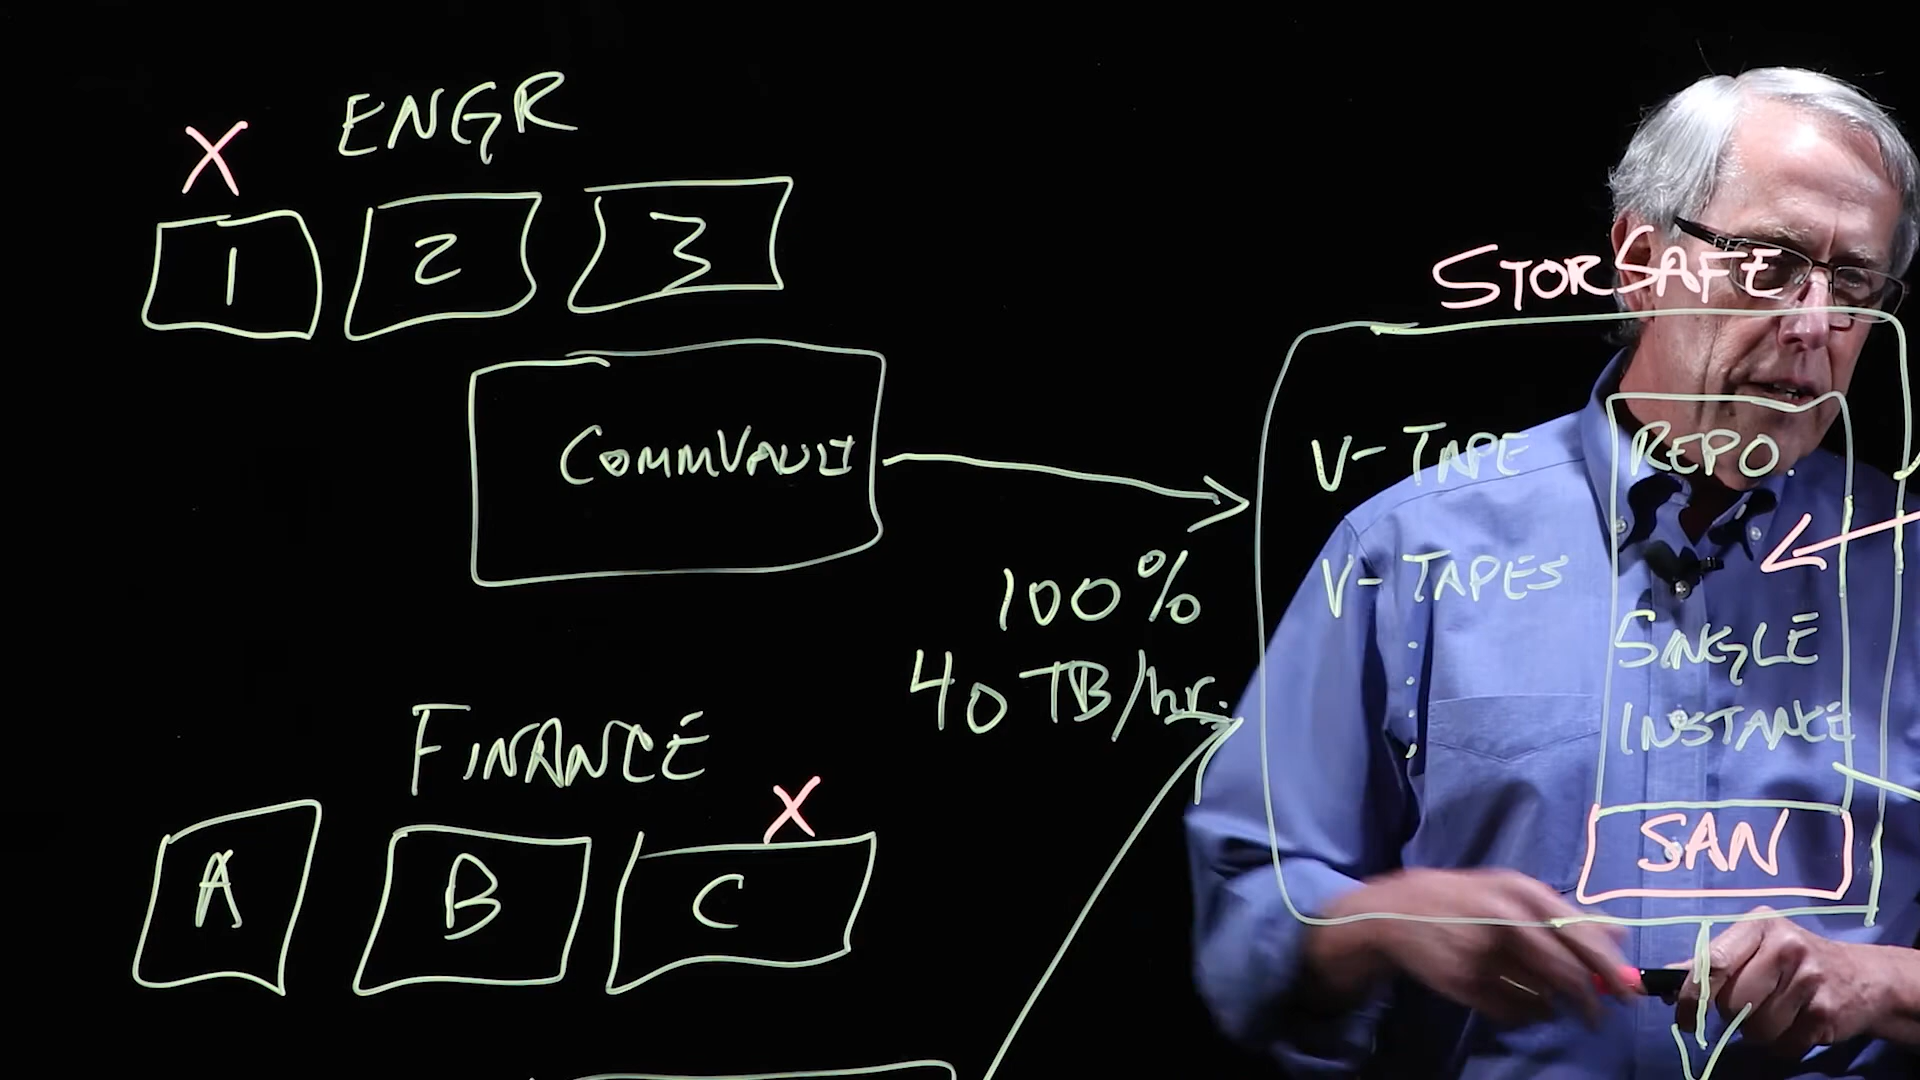 ENGR
X
1 2 3
COMMVAULT
100%
40 TB/hr.
FINANCE
X
A B C
STORSAFE
V-TAPE
V-TAPES
REPO.
SINGLE
INSTANCE
SAN